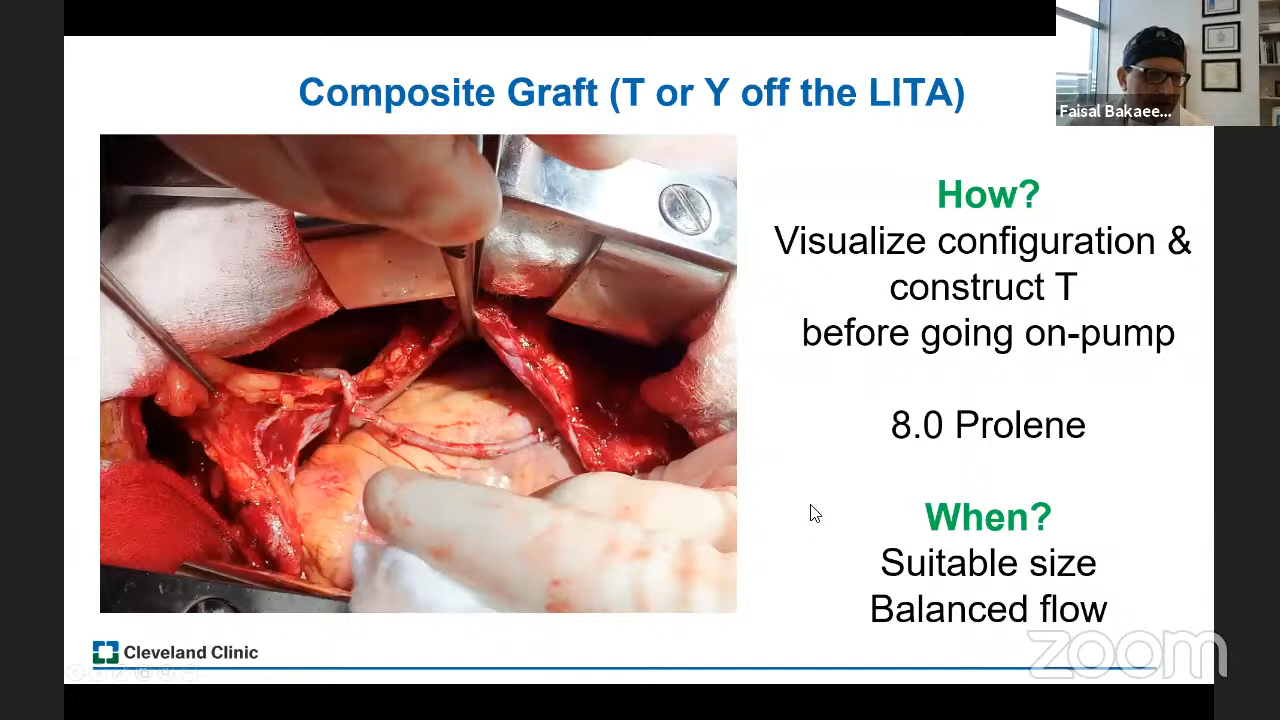 Composite Graft (T or Y off the LITA)
Faisal Bakaee...
How?
Visualize configuration &
construct T
before going on-pump
8.0 Prolene
When?
Suitable size
Balanced flow
Cleveland Clinic
zoom